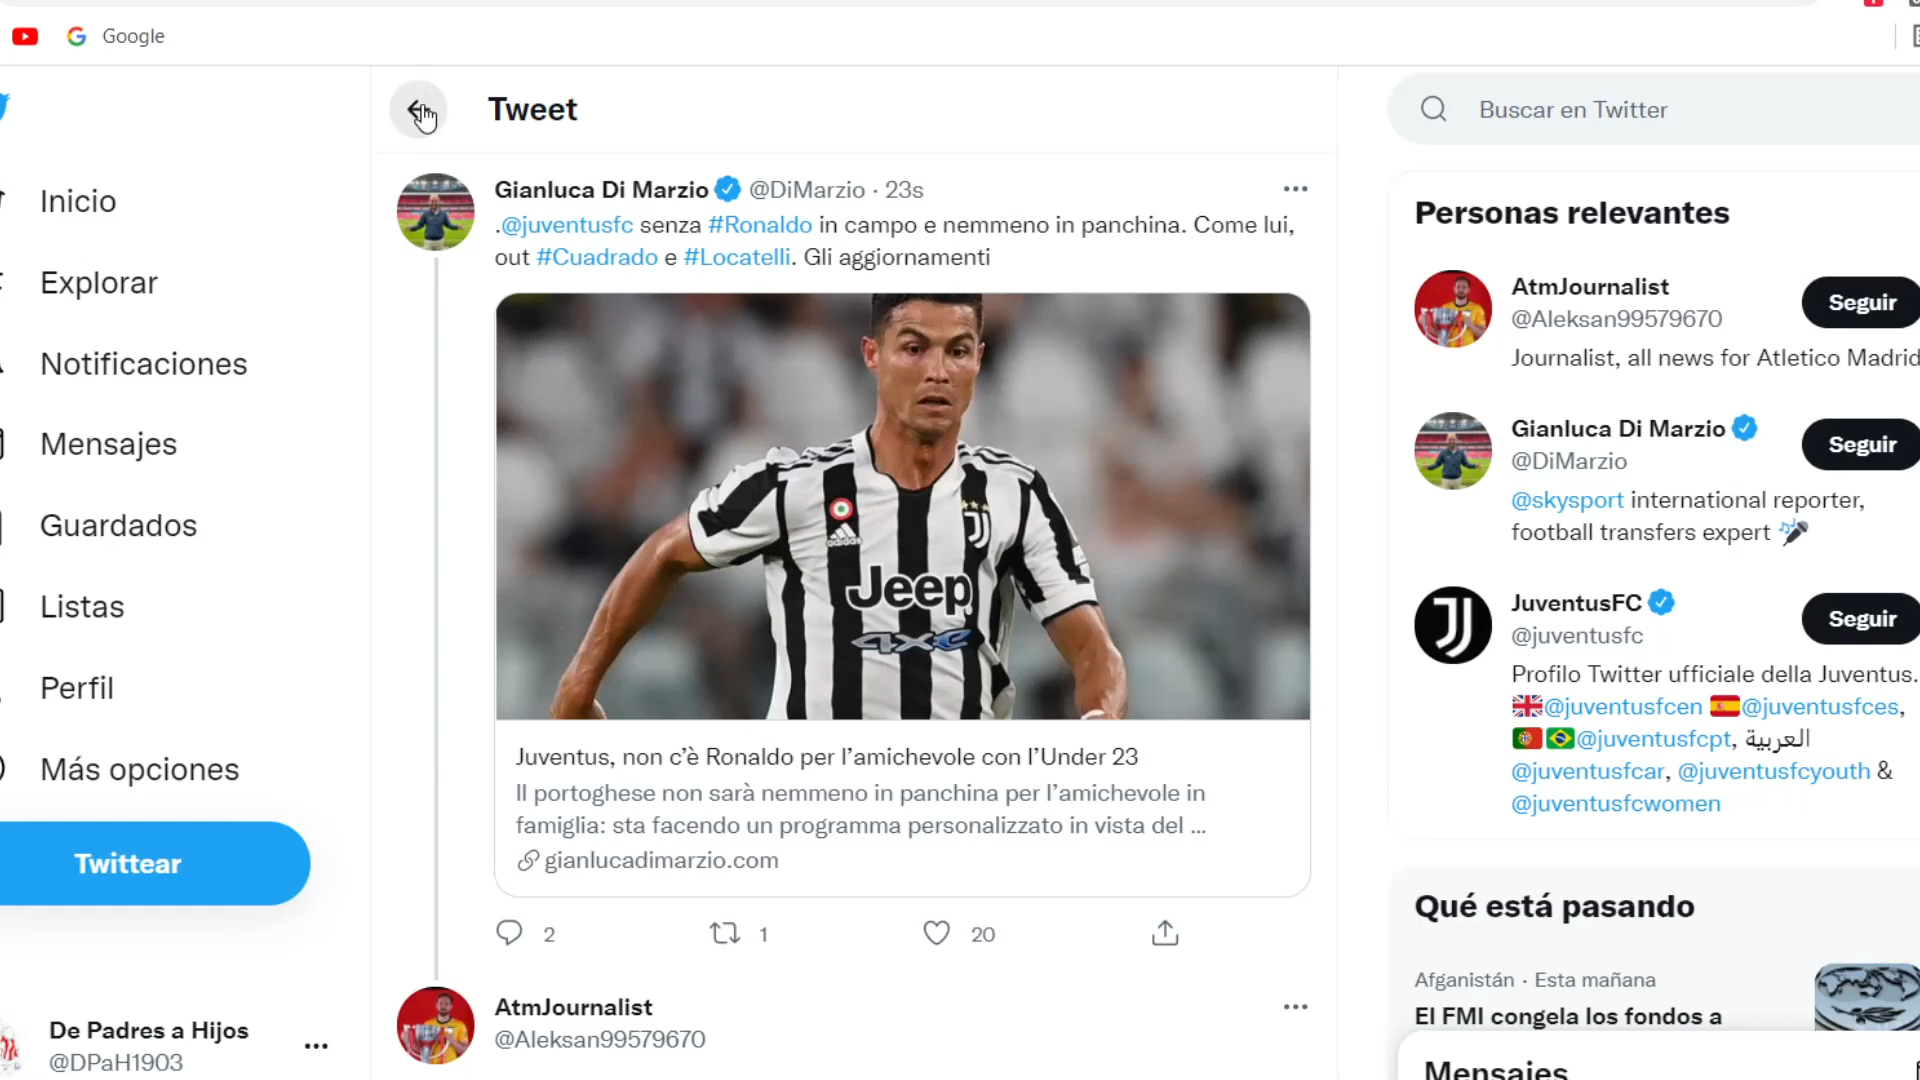 Google
Tweet
Buscar en Twitter
Inicio
Explorar
Notificaciones
Mensajes
Guardados
Listas
Perfil
Más opciones
Twittear
De Padres a Hijos
@DPaH1903
Gianluca Di Marzio @DiMarzio · 23s
.@juventusfc senza #Ronaldo in campo e nemmeno in panchina. Come lui,
out #Cuadrado e #Locatelli. Gli aggiornamenti
adidas
Jeep
4xe
Juventus, non c’è Ronaldo per l’amichevole con l’Under 23
Il portoghese non sarà nemmeno in panchina per l’amichevole in
famiglia: sta facendo un programma personalizzato in vista del ...
gianlucadimarzio.com
2 1 20
AtmJournalist
@Aleksan99579670
Personas relevantes
AtmJournalist
@Aleksan99579670
Seguir
Journalist, all news for Atletico Madrid
Gianluca Di Marzio
@DiMarzio
Seguir
@skysport international reporter,
football transfers expert
JuventusFC
@juventusfc
Seguir
Profilo Twitter ufficiale della Juventus.
@juventusfcen @juventusfces,
@juventusfcpt, العربية
@juventusfcar, @juventusfcyouth &
@juventusfcwomen
Qué está pasando
Afganistán · Esta mañana
El FMI congela los fondos a
Mensajes